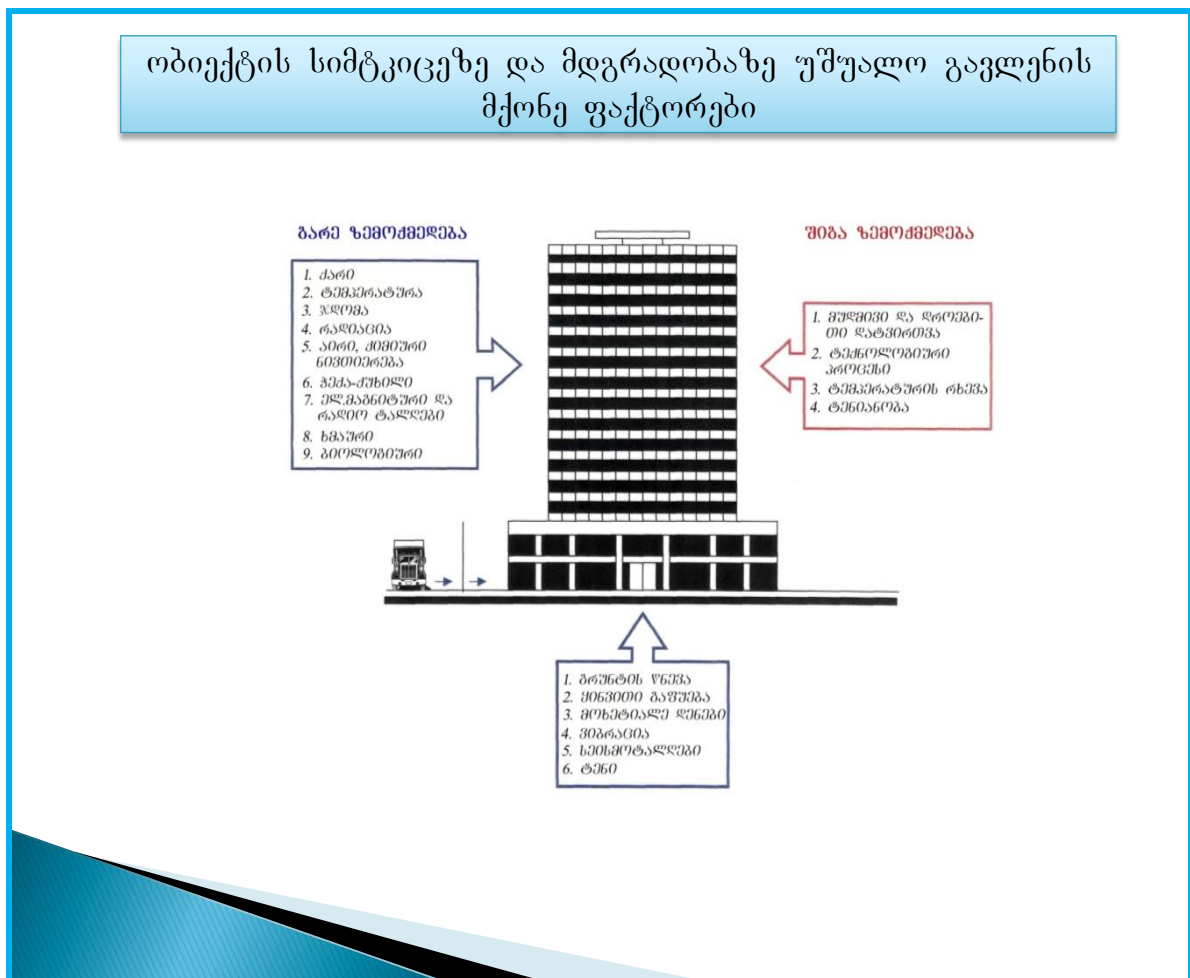 ობიექტის სიმტკიცეზე და მდგრადობაზე უშუალო გავლენის
მქონე ფაქტორები
გარე ზემოქმედება
1. ქარი
2. ტემპერატურა
3. ჯდომა
4. რადიაცია
5. აირი, ქიმიური
ნივთიერება
6. ჭექა-ქუხილი
7. ელ.მაგნიტური და
რადიო ტალღები
8. ხმაური
9. ბიოლოგიური
შიგა ზემოქმედება
1. მუდმივი და დროები-
თი დატვირთვა
2. ტექნოლოგიური
პროცესი
3. ტემპერატურის რხევა
4. ტენიანობა
1. გრუნტის წნევა
2. ყინვითი გაფუება
3. მოხეტიალე დენები
4. ვიბრაცია
5. სეისმოტალღები
6. ტენი